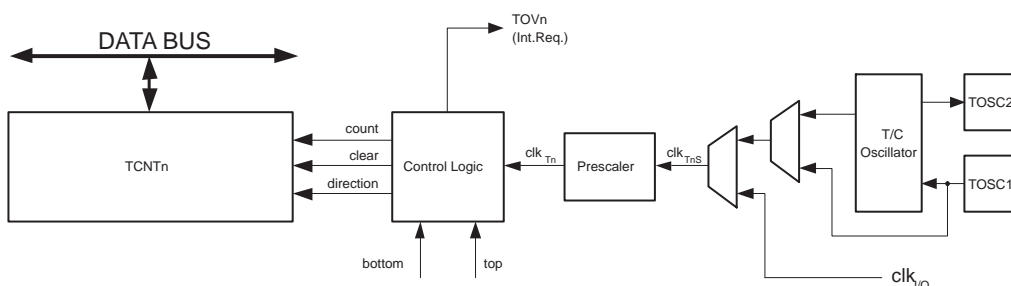 DATA BUS
TOVn
(Int.Req.)
TCNTn
count
clear
direction
Control Logic
bottom
top
clk Tn
Prescaler
clk TnS
T/C
Oscillator
TOSC2
TOSC1
clk I/O